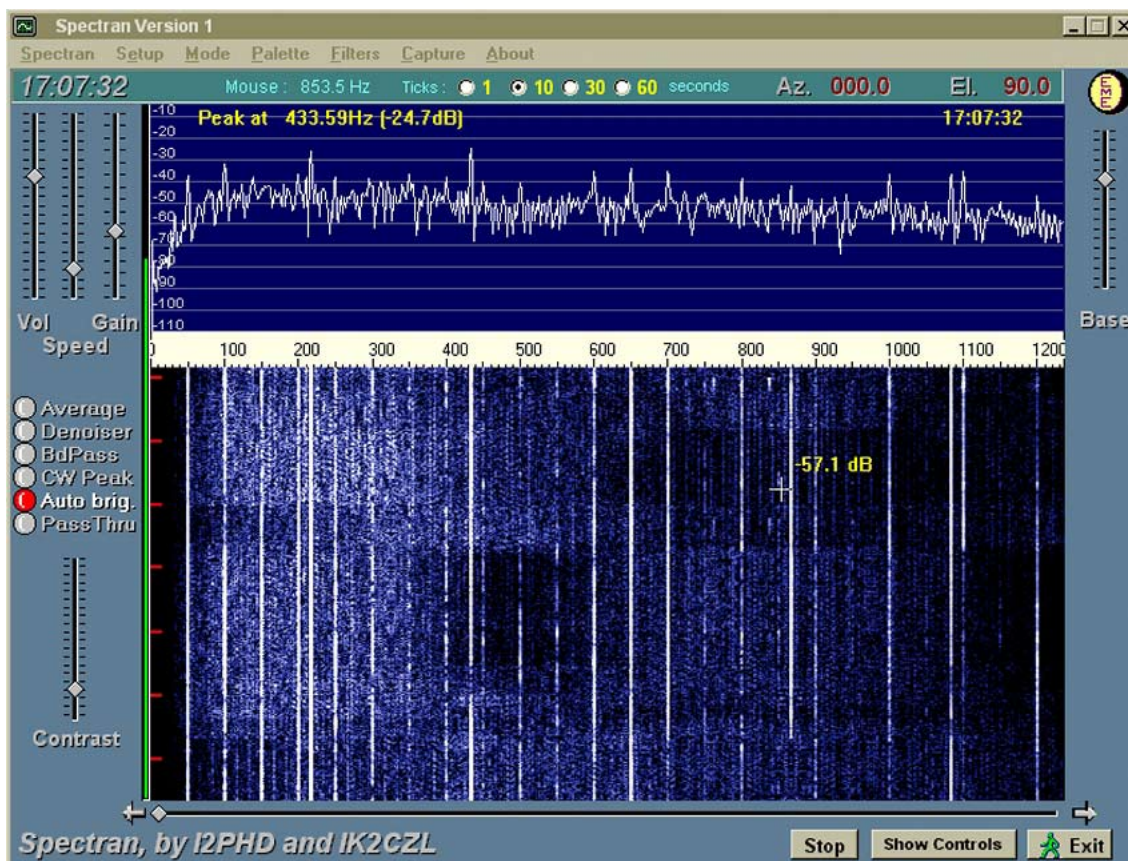 Spectran Version 1
Spectran Setup Mode Palette Filters Capture About
17:07:32 Mouse : 853.5 Hz Ticks : 1 10 30 60 seconds Az. 000.0 El. 90.0
EME
-10
Peak at 433.59Hz (-24.7dB) 17:07:32
-20
-30
-40
-50
-60
-70
-80
-90
-100
-110
Vol Gain
Speed
Base
0 100 200 300 400 500 600 700 800 900 1000 1100 1200
Average
Denoiser
BdPass
CW Peak
Auto brig.
PassThru
-57.1 dB
Contrast
Spectran, by I2PHD and IK2CZL
Stop Show Controls Exit